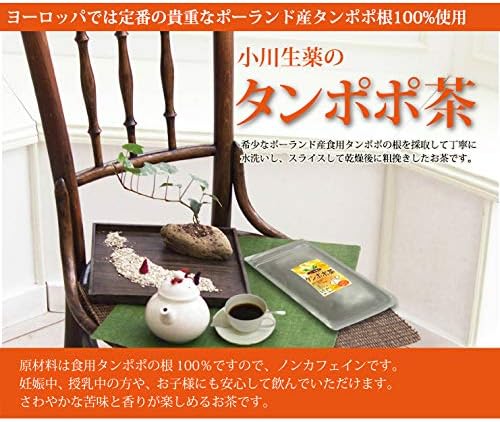 ヨーロッパでは定番の貴重なポーランド産タンポポ根100%使用
小川生薬の
タンポポ茶
希少なポーランド産食用タンポポの根を採取して丁寧に
水洗いし、スライスして乾燥後に粗挽きしたお茶です。
タンポポ茶
原材料は食用タンポポの根 100%ですので、ノンカフェインです。
妊娠中、授乳中の方や、お子様にも安心して飲んでいただけます。
さわやかな苦味と香りが楽しめるお茶です。